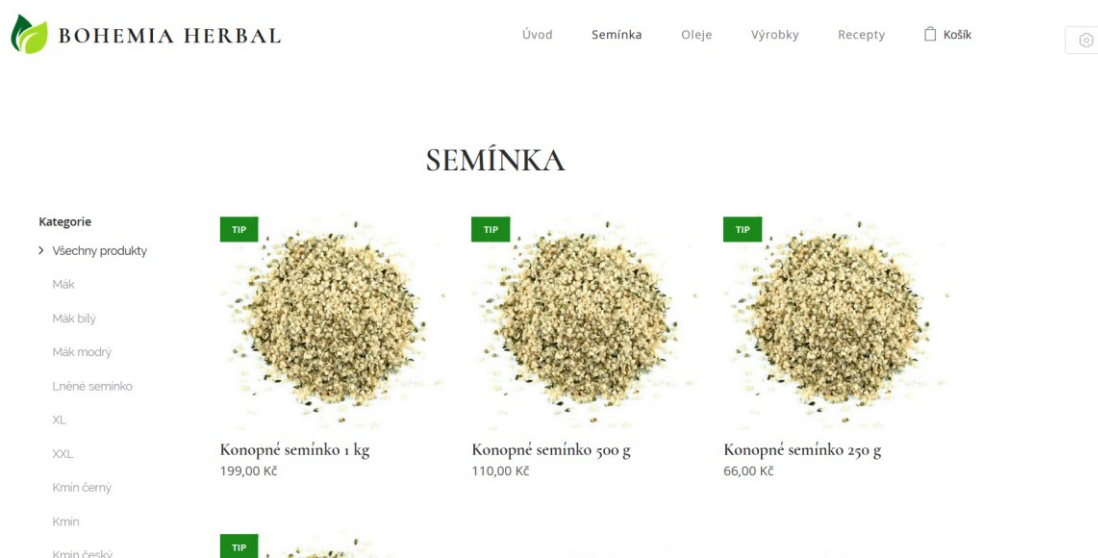 BOHEMIA HERBAL
Úvod Semínka Oleje Výrobky Recepty Košík
SEMÍNKA
Kategorie
Všechny produkty
Mák
Mák bílý
Mák modrý
Lněné semínko
XL
XXL
Kmín černý
Kmín
Kmín český
TIP
TIP
TIP
Konopné semínko 1 kg
199,00 Kč
Konopné semínko 500 g
110,00 Kč
Konopné semínko 250 g
66,00 Kč
TIP